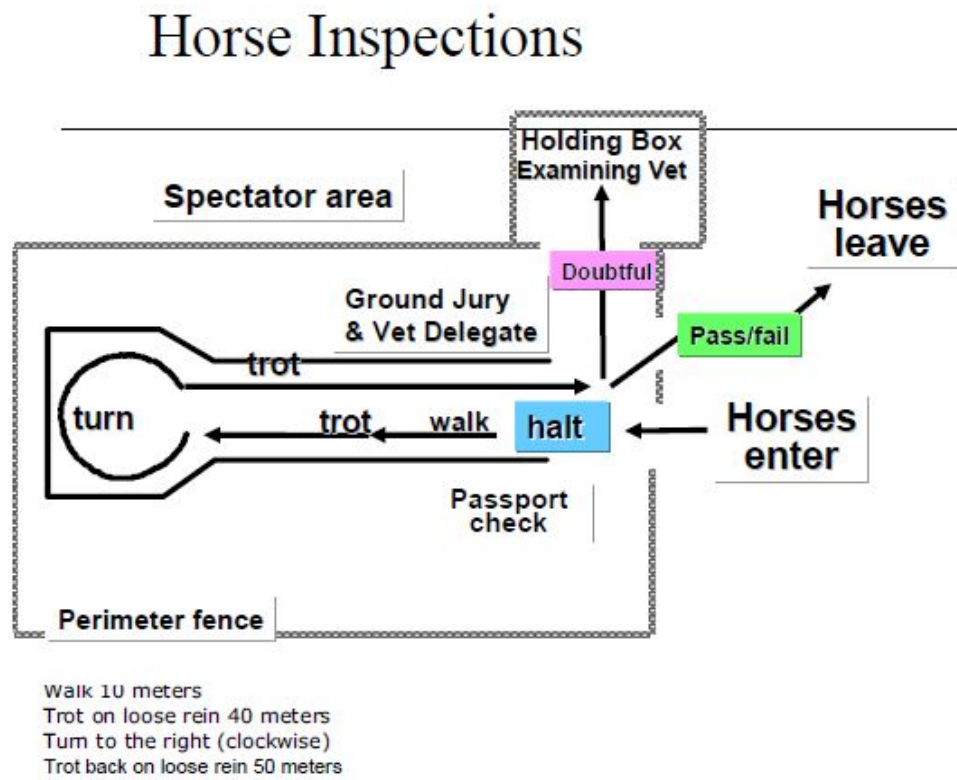 Horse Inspections
Holding Box
Examining Vet
Spectator area
Horses
leave
Doubtful
Ground Jury
& Vet Delegate
Pass/fail
trot
turn
trot
walk
halt
Horses
enter
Passport
check
Perimeter fence
Walk 10 meters
Trot on loose rein 40 meters
Turn to the right (clockwise)
Trot back on loose rein 50 meters